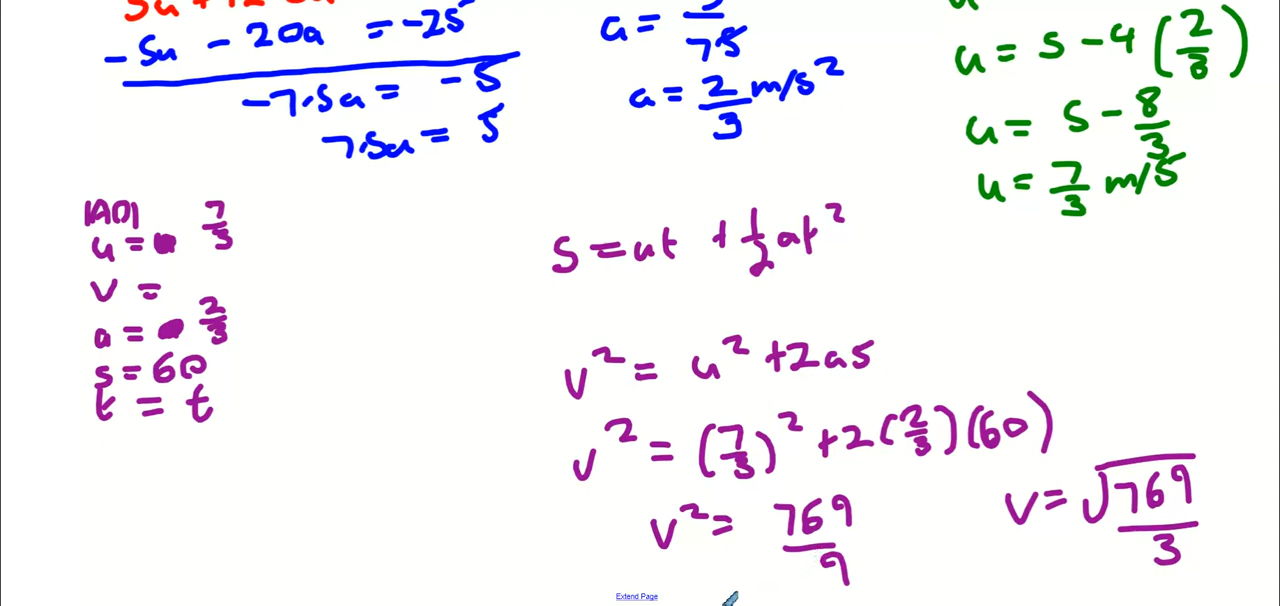 -5u - 20a = -25
-7.5a = -5
7.5a = 5
a = 5/7.5
a = 2/3 m/s²
u = 5 - 4(2/3)
u = 5 - 8/3
u = 7/3 m/s
|AD|
u = 7/3
v =
a = 2/3
s = 60
t = t
s = ut + 1/2at²
v² = u² + 2as
v² = (7/3)² + 2(2/3)(60)
v² = 769/9
v = √769/3
Extend Page